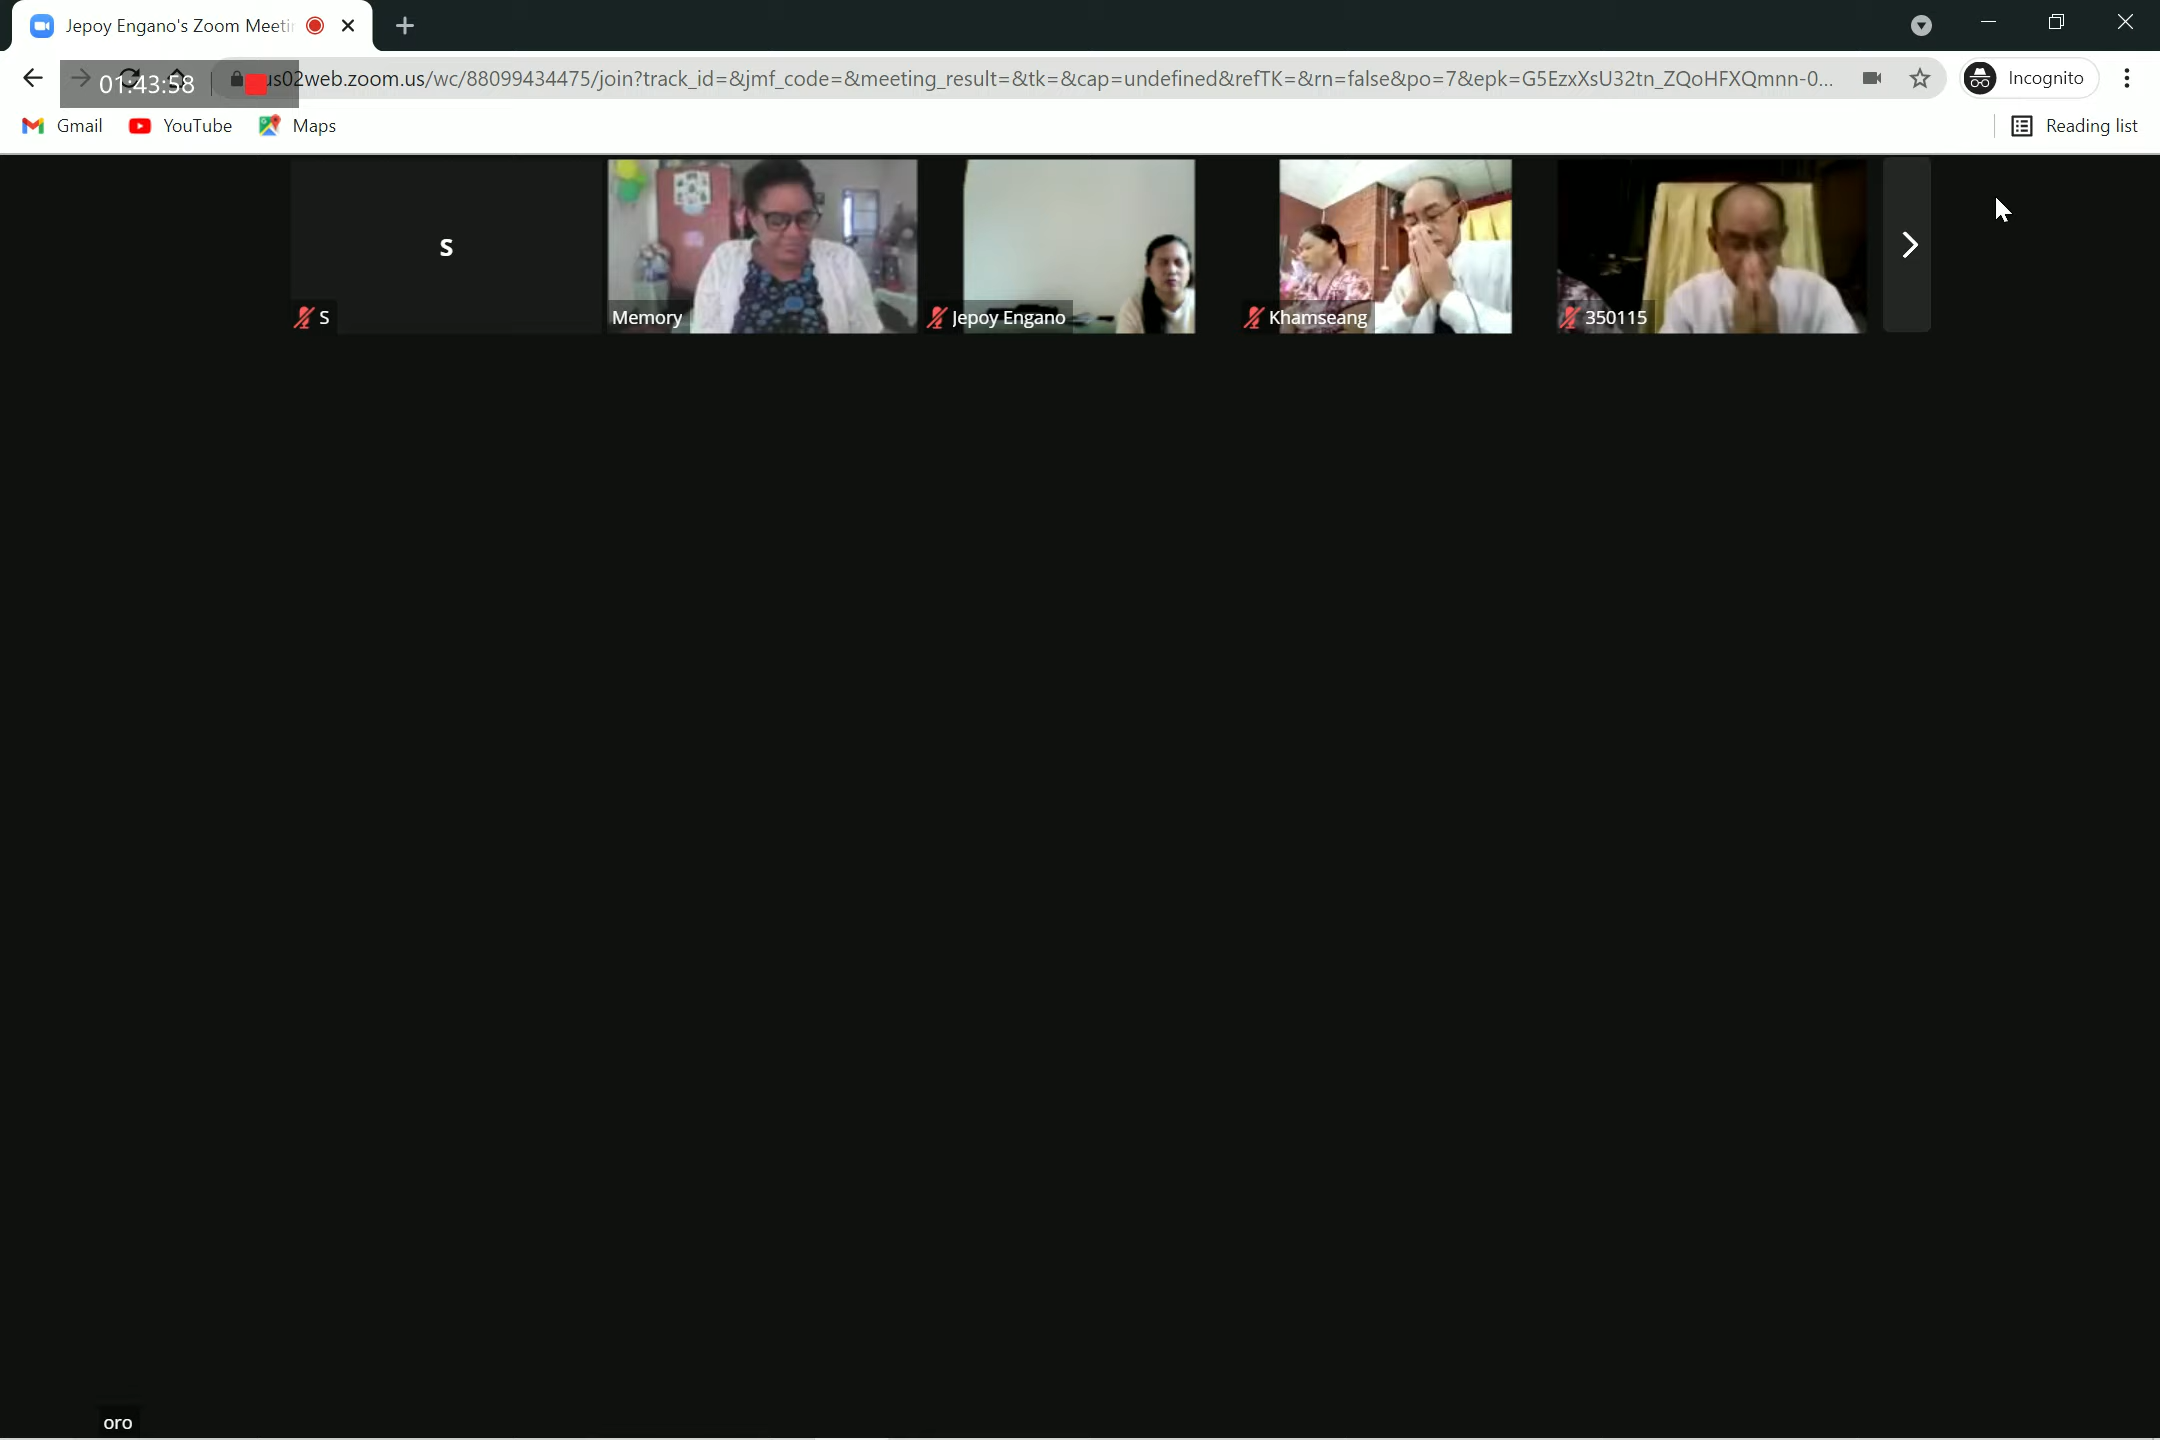 Jepoy Engano's Zoom Meeti
01:43:58
us02web.zoom.us/wc/88099434475/join?track_id=&jmf_code=&meeting_result=&tk=&cap=undefined&refTK=&rn=false&po=7&epk=G5EzxXsU32tn_ZQoHFXQmnn-0...
Incognito
Gmail
YouTube
Maps
Reading list
S
S
Memory
Jepoy Engano
Khamseang
350115
oro